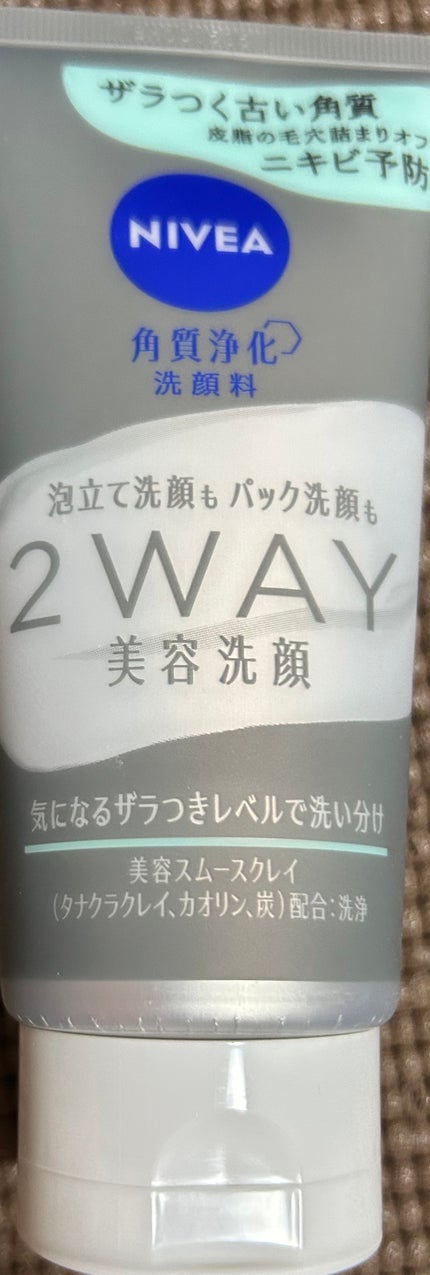 ザラつく古い角質
皮脂の毛穴詰まりオフ
ニキビ予防
NIVEA
角質浄化
洗顔料
泡立て洗顔も パック洗顔も
2WAY
美容洗顔
気になるザラつきレベルで洗い分け
美容スムースクレイ
(タナクラクレイ、カオリン、炭)配合:洗浄